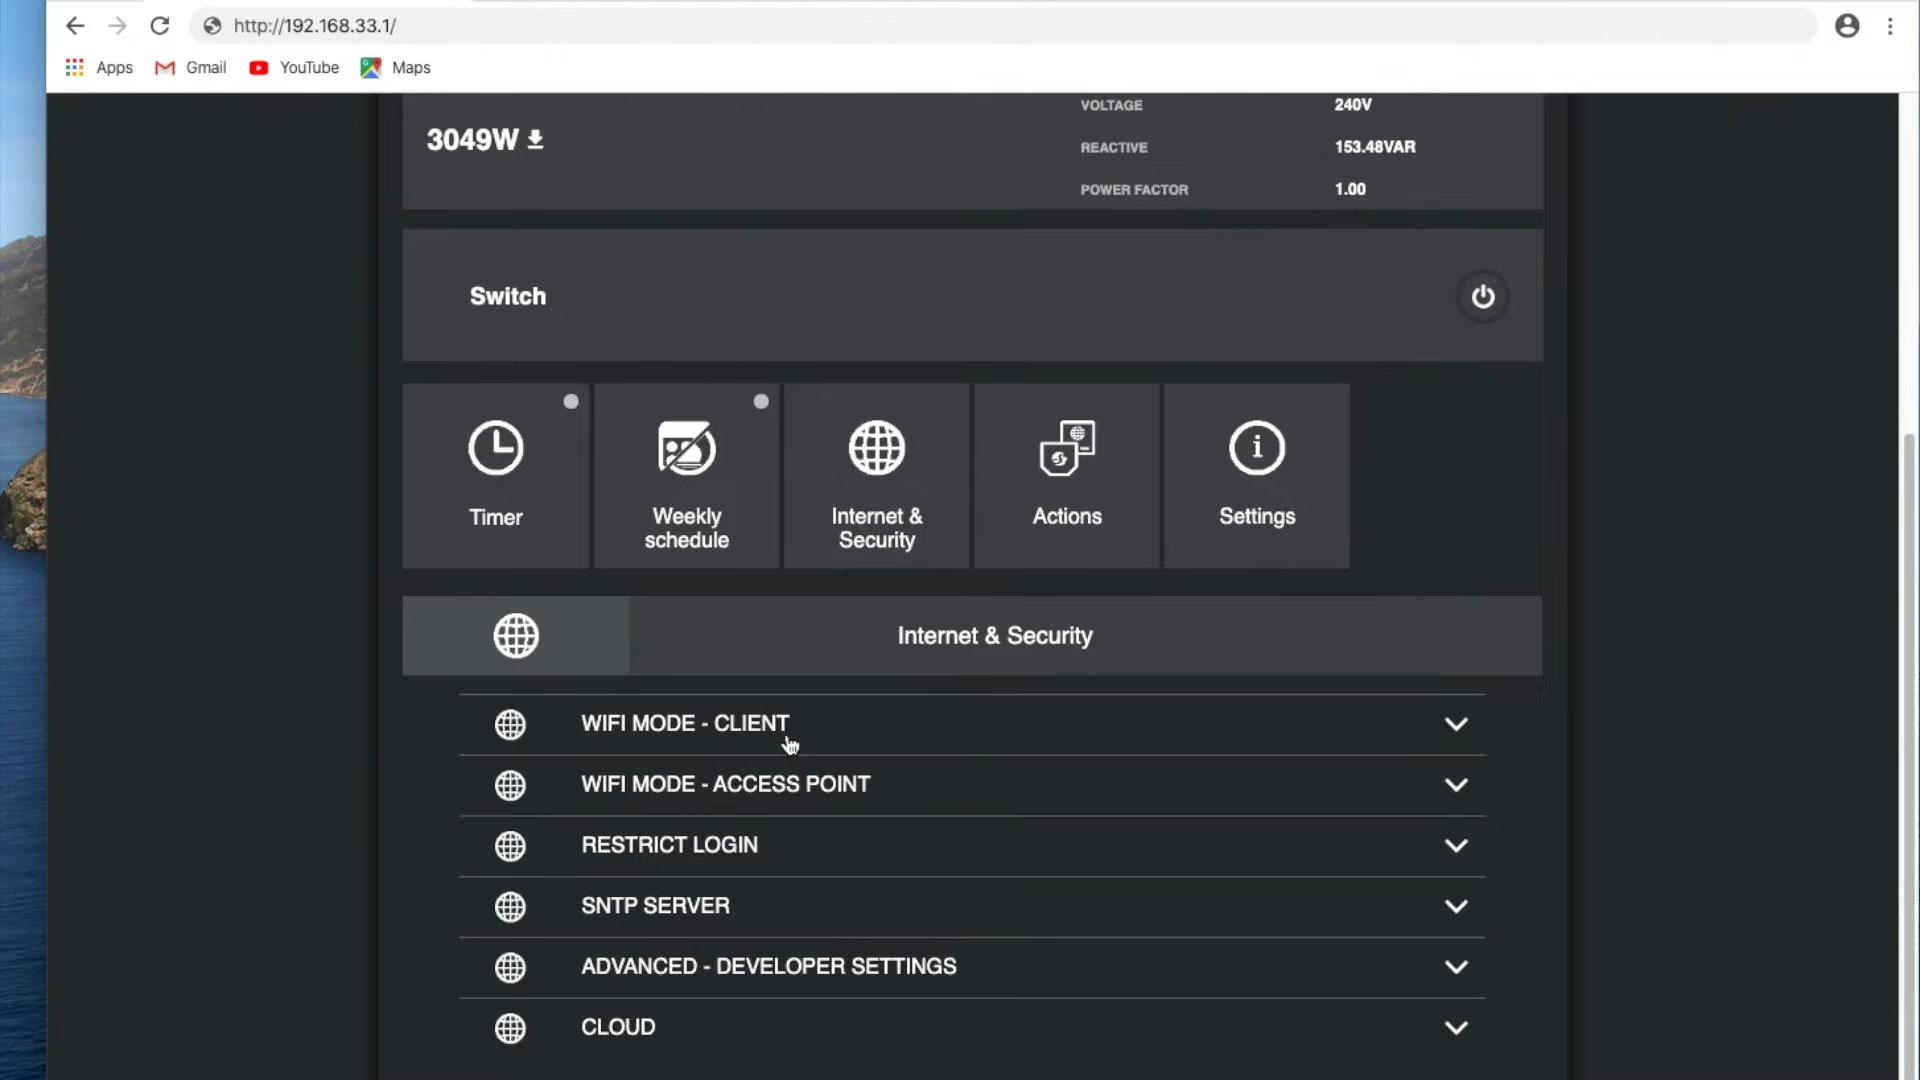 http://192.168.33.1/
Apps Gmail YouTube Maps
VOLTAGE 240V
3049W
REACTIVE 153.48VAR
POWER FACTOR 1.00
Switch
Timer
Weekly
schedule
Internet &
Security
Actions
Settings
Internet & Security
WIFI MODE - CLIENT
WIFI MODE - ACCESS POINT
RESTRICT LOGIN
SNTP SERVER
ADVANCED - DEVELOPER SETTINGS
CLOUD